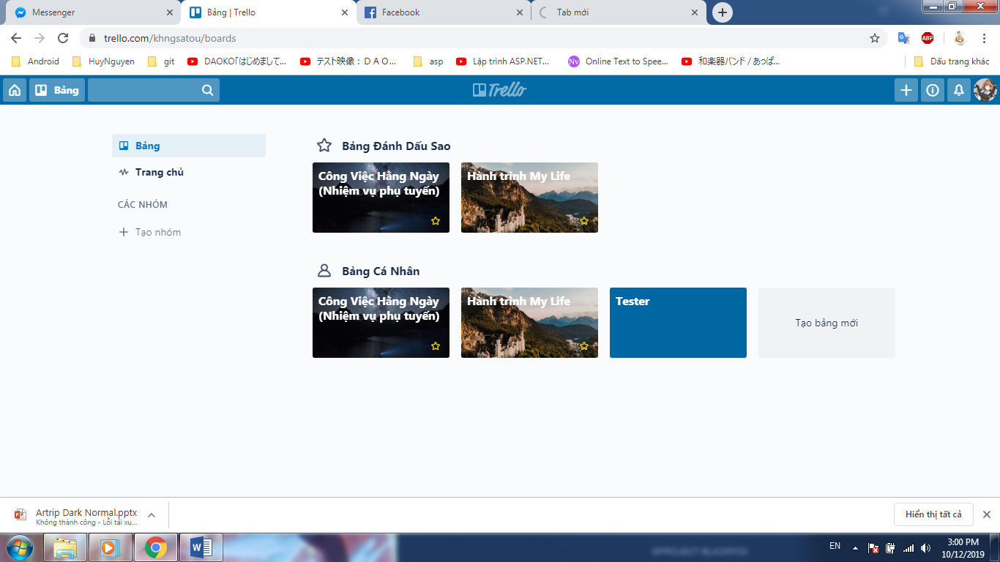 Messenger
Bảng | Trello
Facebook
Tab mới
trello.com/khngsatou/boards
ABP
Android
HuyNguyen
git
DAOKO「はじめまして...
テスト映像：ＤＡＯ...
asp
Lập trình ASP.NET...
Nv
Online Text to Spee...
和楽器バンド / あっぱ...
Dấu trang khác
Bảng
Trello
Bảng
Trang chủ
CÁC NHÓM
Tạo nhóm
Bảng Đánh Dấu Sao
Công Việc Hằng Ngày
(Nhiệm vụ phụ tuyến)
Hành trình My Life
Bảng Cá Nhân
Công Việc Hằng Ngày
(Nhiệm vụ phụ tuyến)
Hành trình My Life
Tester
Tạo bảng mới
Artrip Dark Normal.pptx
Không thành công - Lỗi tải xu...
Hiển thị tất cả
EN
3:00 PM
10/12/2019